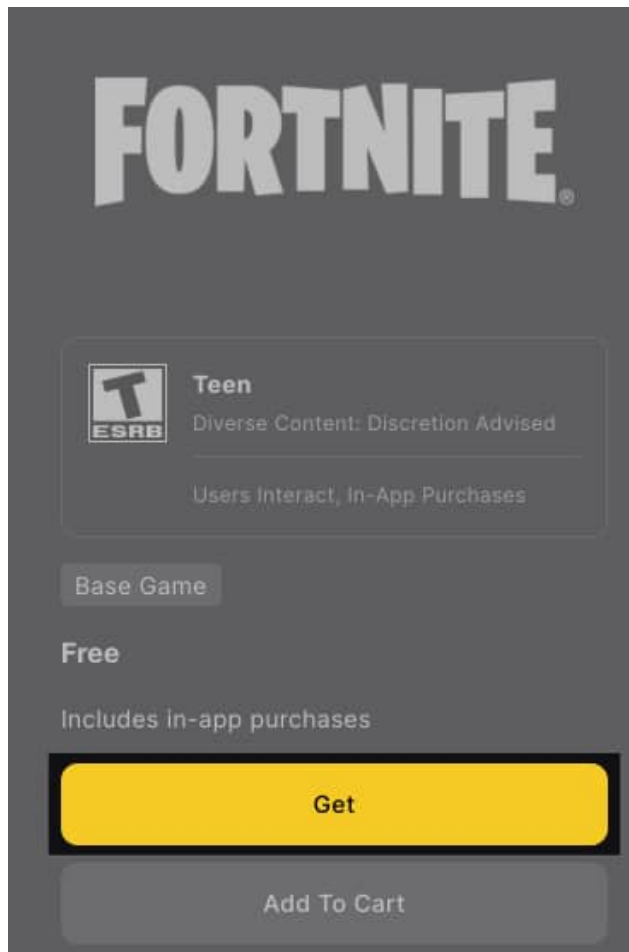 FORTNITE®
T
ESRB
Teen
Diverse Content: Discretion Advised
Users Interact, In-App Purchases
Base Game
Free
Includes in-app purchases
Get
Add To Cart